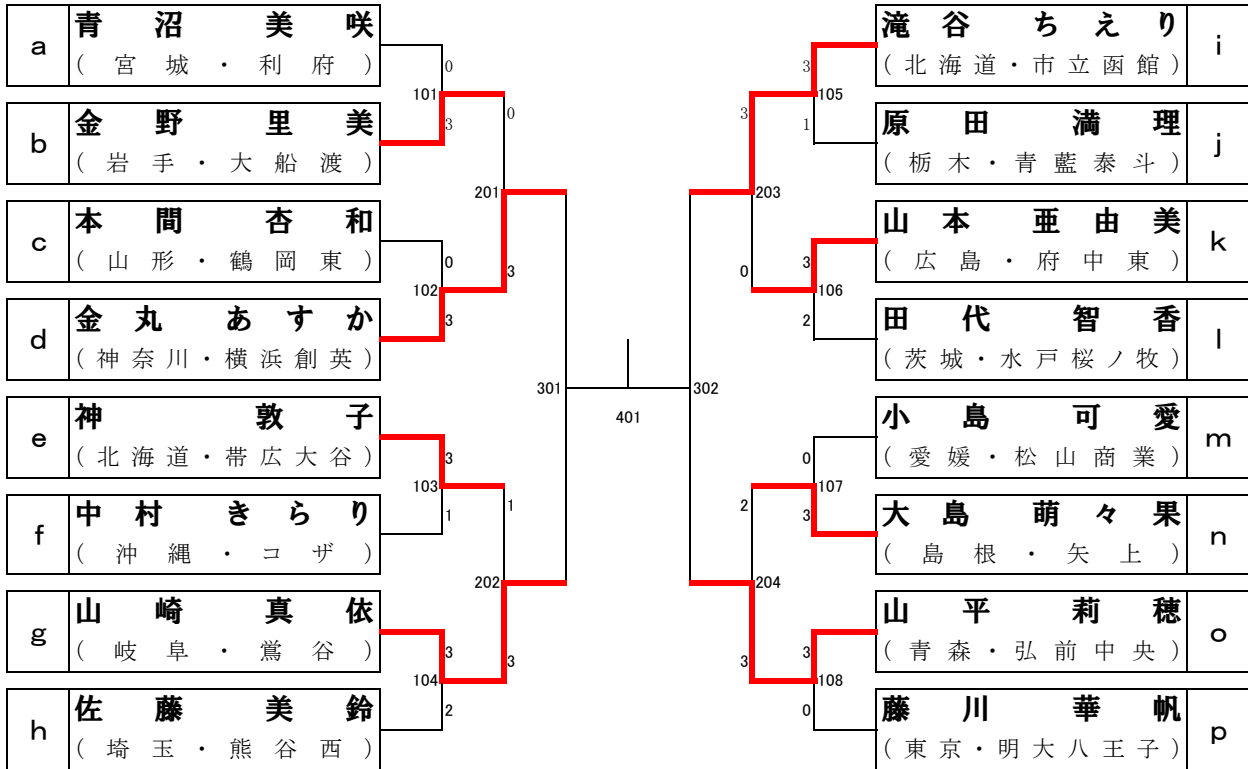 a
青沼 美咲
(宮城・利府)
b
金野里美
(岩手・大船渡)
c
本間杏和
(山形・鶴岡東)
d
金丸あすか
(神奈川・横浜創英)
e
神敦子
(北海道・帯広大谷)
f
中村きらり
(沖縄・コザ)
g
山崎真依
(岐阜・鶯谷)
h
佐藤美鈴
(埼玉・熊谷西)
0
101
3
0
102
3
3
103
1
3
104
2
0
201
3
1
202
3
301
401
302
3
203
0
2
204
3
3
105
1
3
106
2
0
107
3
3
108
0
滝谷ちえり
(北海道・市立函館)
i
原田満理
(栃木・青藍泰斗)
j
山本亜由美
(広島・府中東)
k
田代智香
(茨城・水戸桜ノ牧)
l
小島可愛
(愛媛・松山商業)
m
大島萌々果
(島根・矢上)
n
山平莉穂
(青森・弘前中央)
o
藤川華帆
(東京・明大八王子)
p